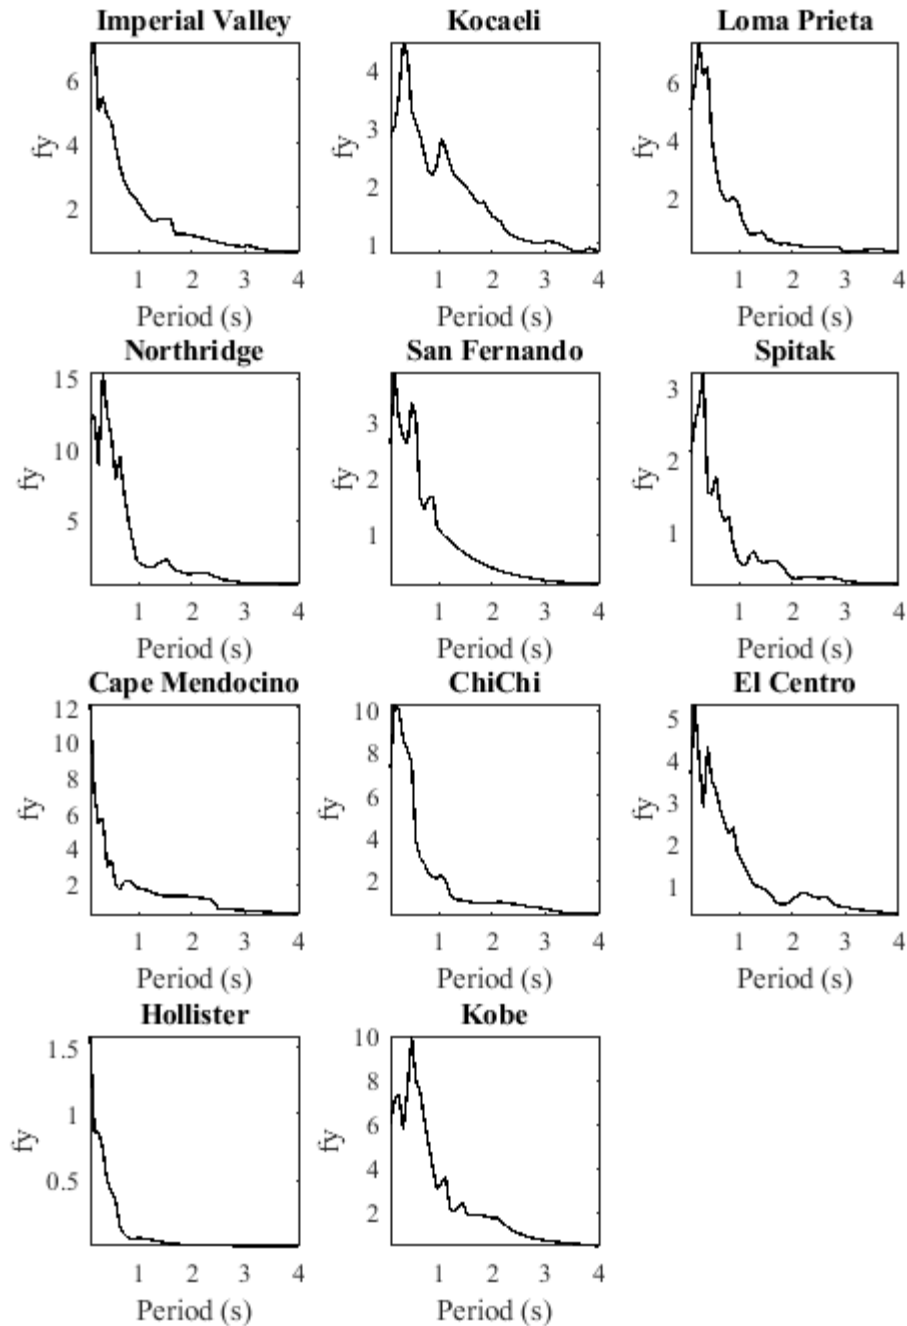 Imperial Valley Kocaeli Loma Prieta
6 4 2
fy
1 2 3 4
Period (s)
4 3 2 1
fy
1 2 3 4
Period (s)
6 4 2
fy
1 2 3 4
Period (s)
Northridge San Fernando Spitak
15 10 5
fy
1 2 3 4
Period (s)
3 2 1
fy
1 2 3 4
Period (s)
3 2 1
fy
1 2 3 4
Period (s)
Cape Mendocino ChiChi El Centro
12 10 8 6 4 2
fy
1 2 3 4
Period (s)
10 8 6 4 2
fy
1 2 3 4
Period (s)
5 4 3 2 1
fy
1 2 3 4
Period (s)
Hollister Kobe
1.5 1 0.5
fy
1 2 3 4
Period (s)
10 8 6 4 2
fy
1 2 3 4
Period (s)